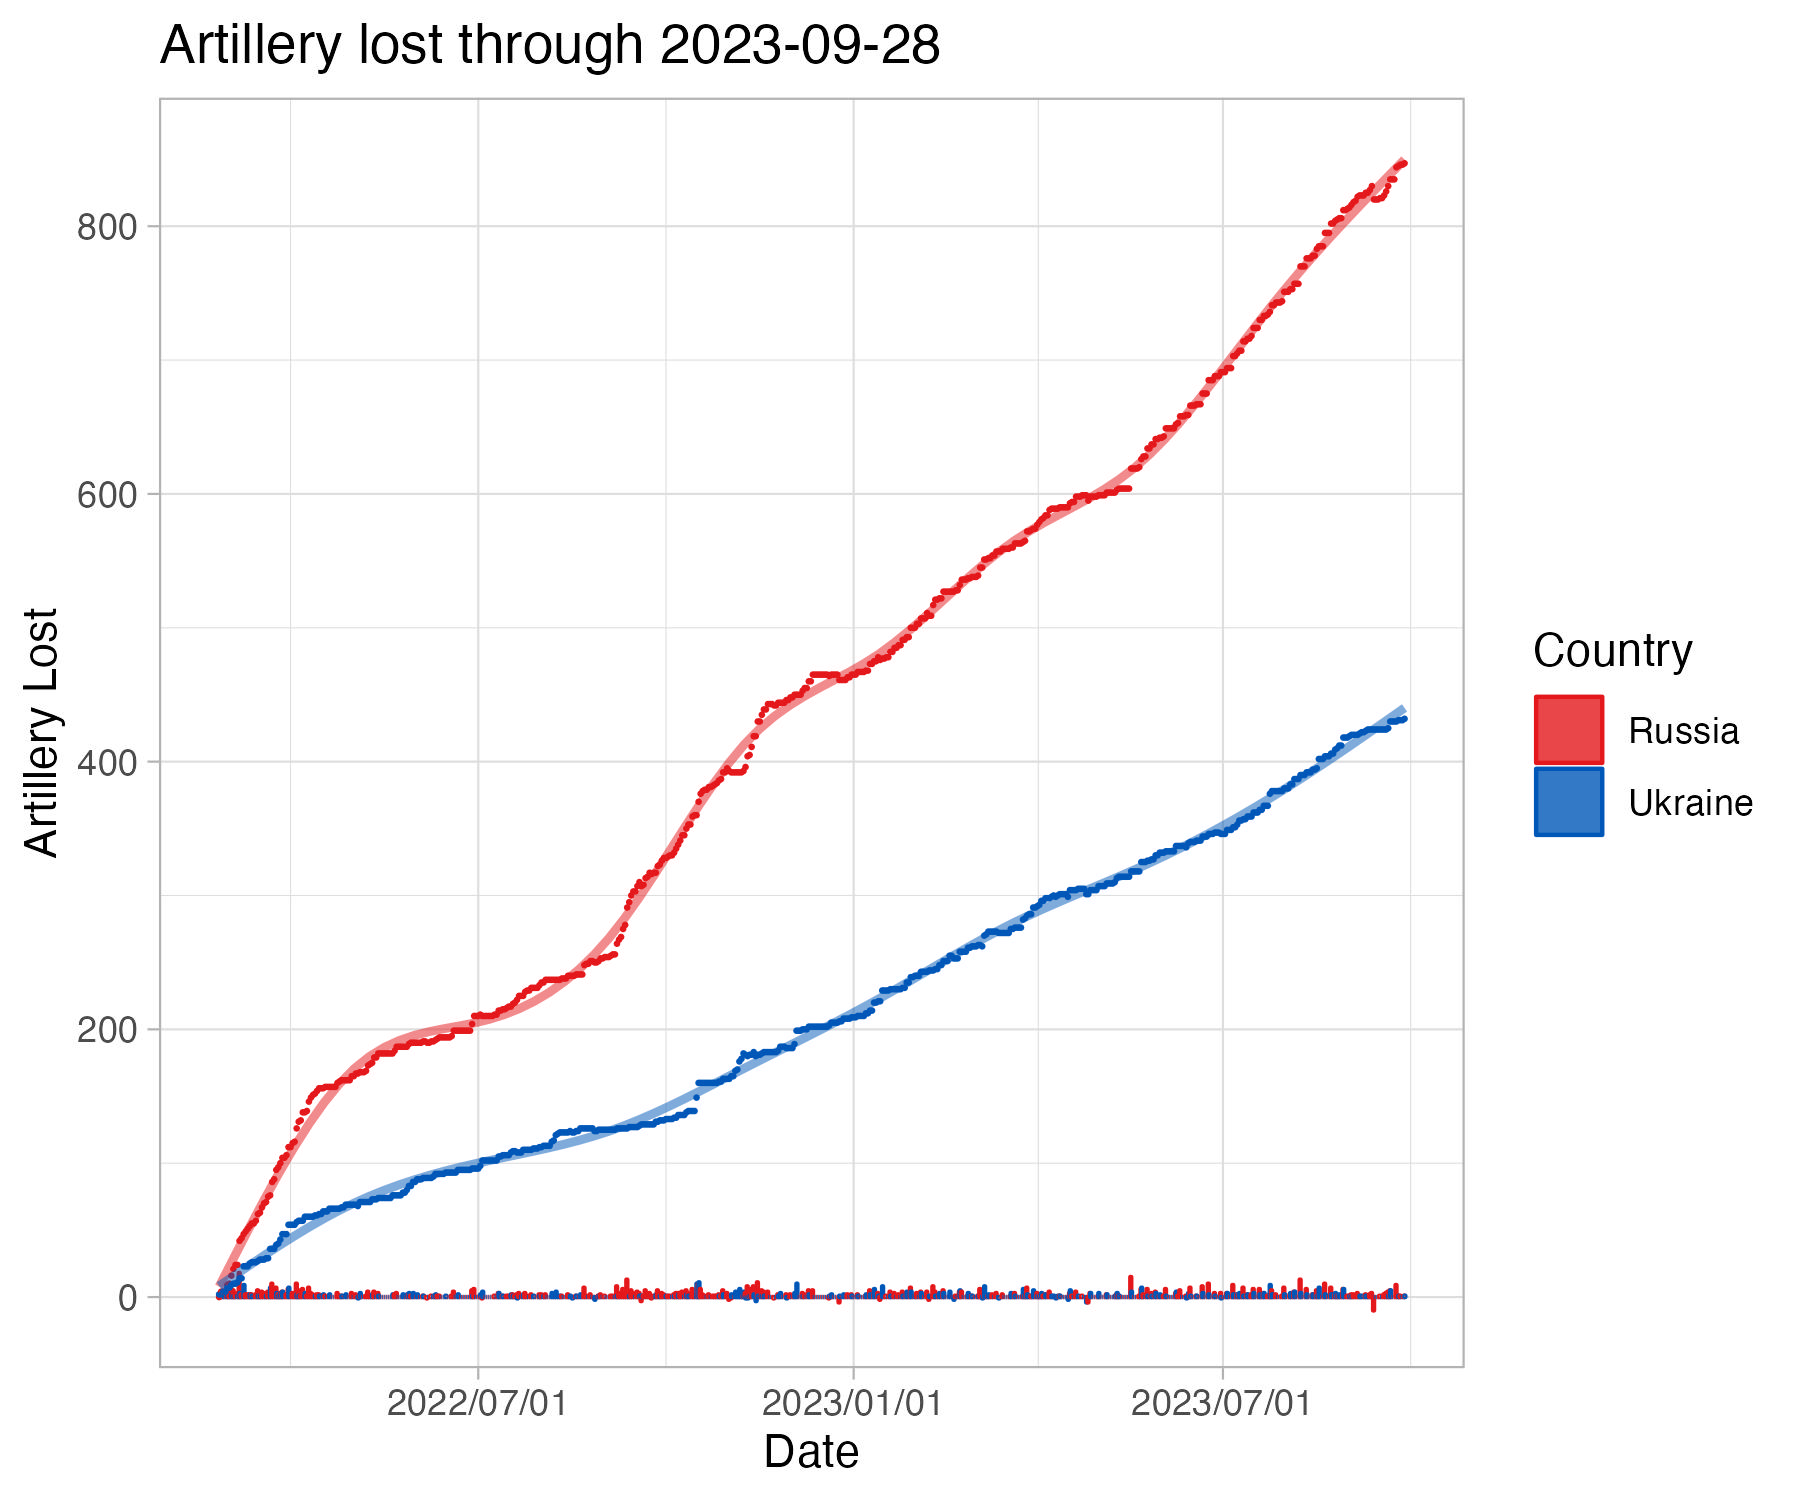 Artillery lost through 2023-09-28
Artillery Lost
800
600
400
200
0
2022/07/01
2023/01/01
2023/07/01
Date
Country
Russia
Ukraine